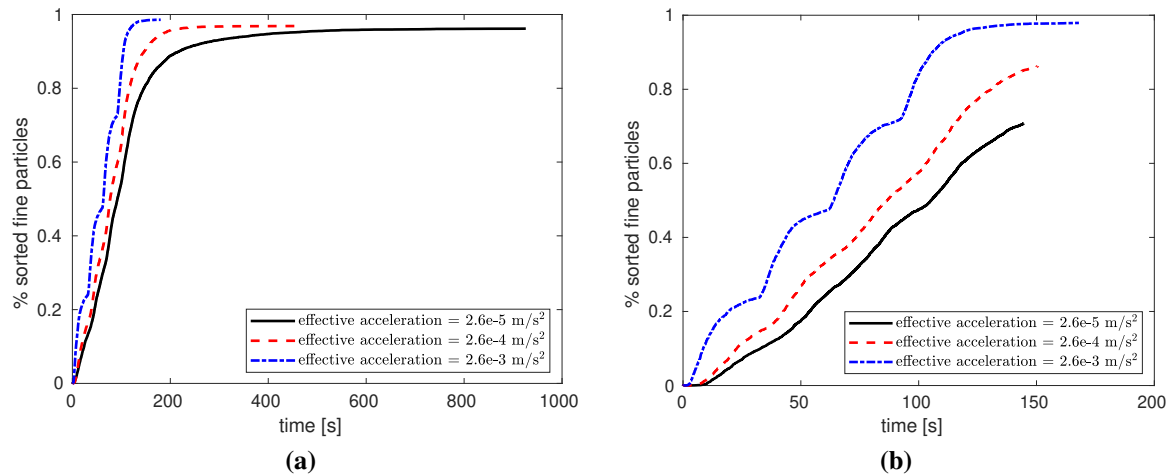 1
0.8
0.6
0.4
0.2
0
% sorted fine particles
effective acceleration = 2.6e-5 m/s²
effective acceleration = 2.6e-4 m/s²
effective acceleration = 2.6e-3 m/s²
0 200 400 600 800 1000
time [s]
(a)
1
0.8
0.6
0.4
0.2
0
% sorted fine particles
effective acceleration = 2.6e-5 m/s²
effective acceleration = 2.6e-4 m/s²
effective acceleration = 2.6e-3 m/s²
0 50 100 150 200
time [s]
(b)